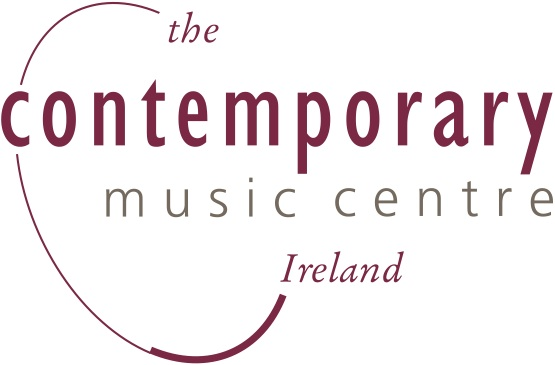 the
contemporary
music centre
Ireland